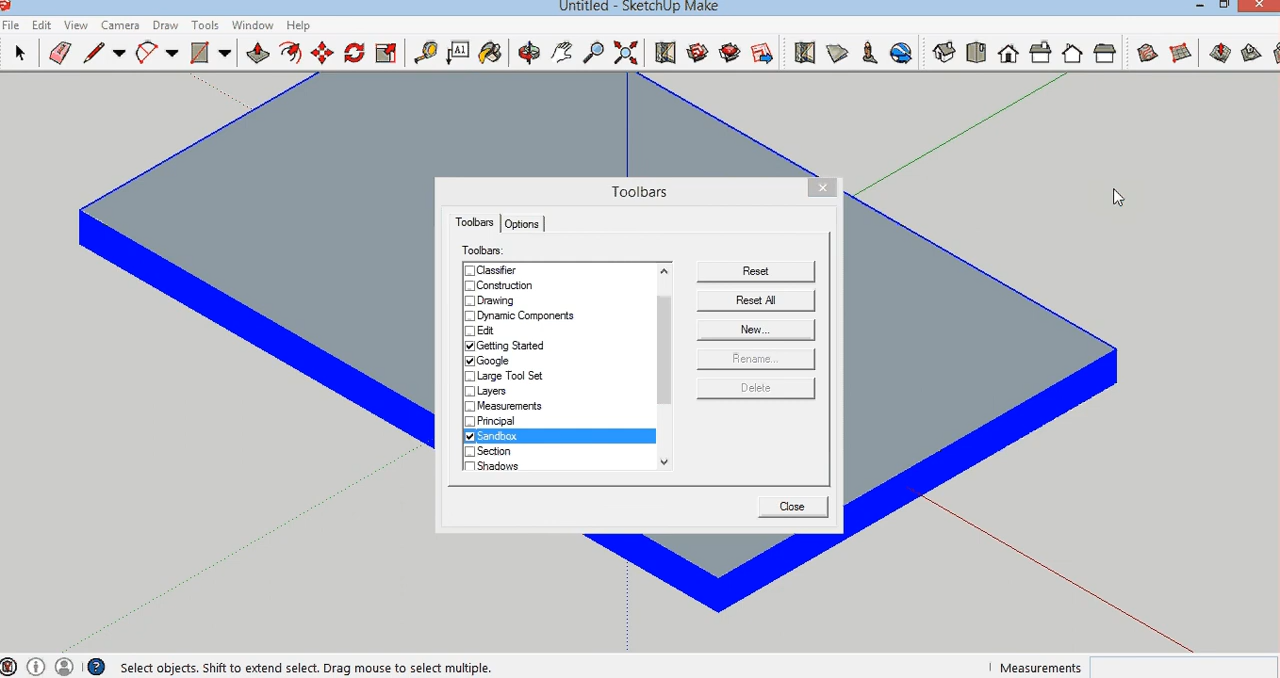 Untitled - SketchUp Make
File Edit View Camera Draw Tools Window Help
A1
Toolbars
Toolbars Options
Toolbars:
Classifier
Construction
Drawing
Dynamic Components
Edit
Getting Started
Google
Large Tool Set
Layers
Measurements
Principal
Sandbox
Section
Shadows
Reset
Reset All
New...
Rename...
Delete
Close
Select objects. Shift to extend select. Drag mouse to select multiple.
Measurements